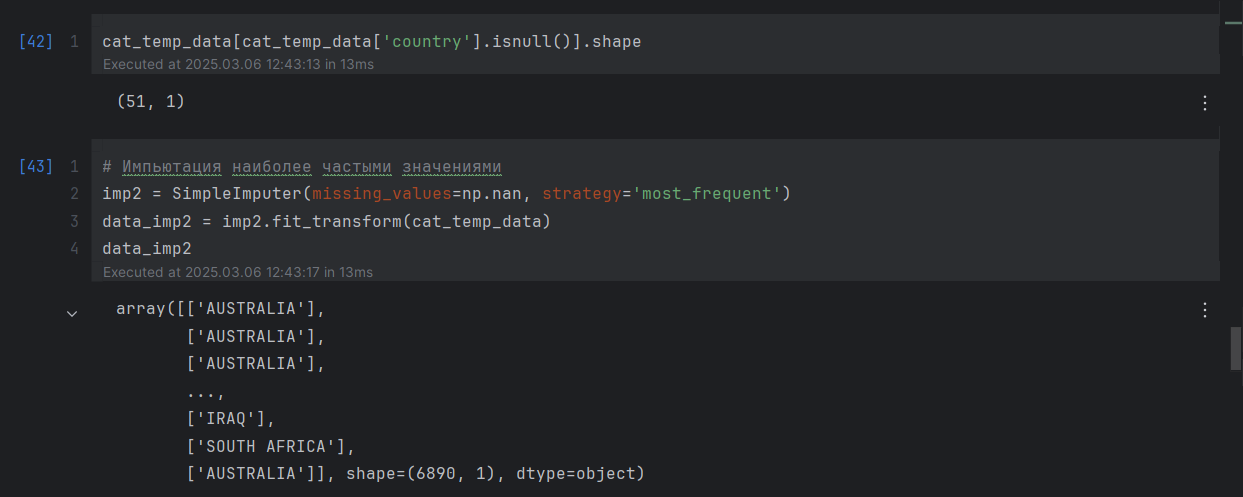 [42] 1 cat_temp_data[cat_temp_data['country'].isnull()].shape
Executed at 2025.03.06 12:43:13 in 13ms
(51, 1)
[43] 1 # Импьютация наиболее частыми значениями
2 imp2 = SimpleImputer(missing_values=np.nan, strategy='most_frequent')
3 data_imp2 = imp2.fit_transform(cat_temp_data)
4 data_imp2
Executed at 2025.03.06 12:43:17 in 13ms
array([['AUSTRALIA'],
['AUSTRALIA'],
['AUSTRALIA'],
...,
['IRAQ'],
['SOUTH AFRICA'],
['AUSTRALIA']], shape=(6890, 1), dtype=object)